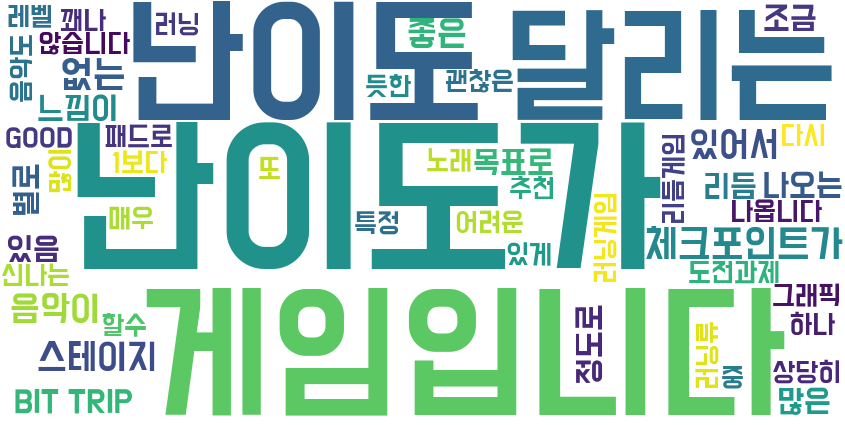 레벨
꽤나
러닝
난이도
달리는
조금
음악도
않습니다
좋은
없는
듯한
괜찮은
느낌이
GOOD
패드로
난이도가
있어서
다시
1보다
또
노래
목표로
리듬게임
많이
별로
추천
리듬
나오는
매우
특정
어려운
러닝게임
나옵니다
있음
있게
체크포인트가
신나는
도전과제
음악이
할수
게임입니다
그래픽
하나
스테이지
정도로
러닝류
중
상당히
BIT TRIP
많은